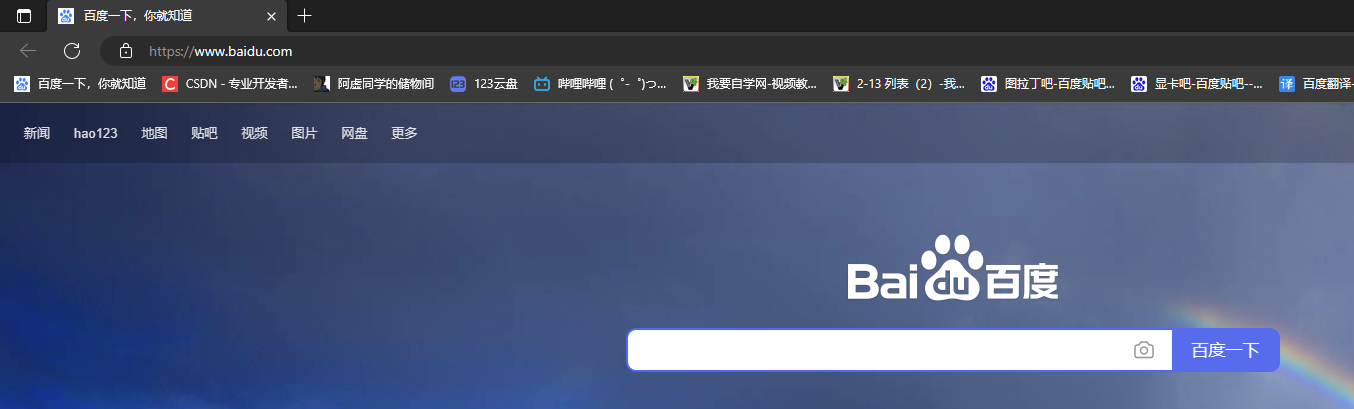 百度一下，你就知道
https://www.baidu.com
百度一下，你就知道 CSDN - 专业开发者... 阿虚同学的储物间 123 123云盘 哔哩哔哩 (゜-゜)つ... 我要自学网-视频教... 2-13 列表（2）-我... 图拉丁吧-百度贴吧... 显卡吧-百度贴吧--... 译 百度翻译-
新闻 hao123 地图 贴吧 视频 图片 网盘 更多
Bai du 百度
百度一下